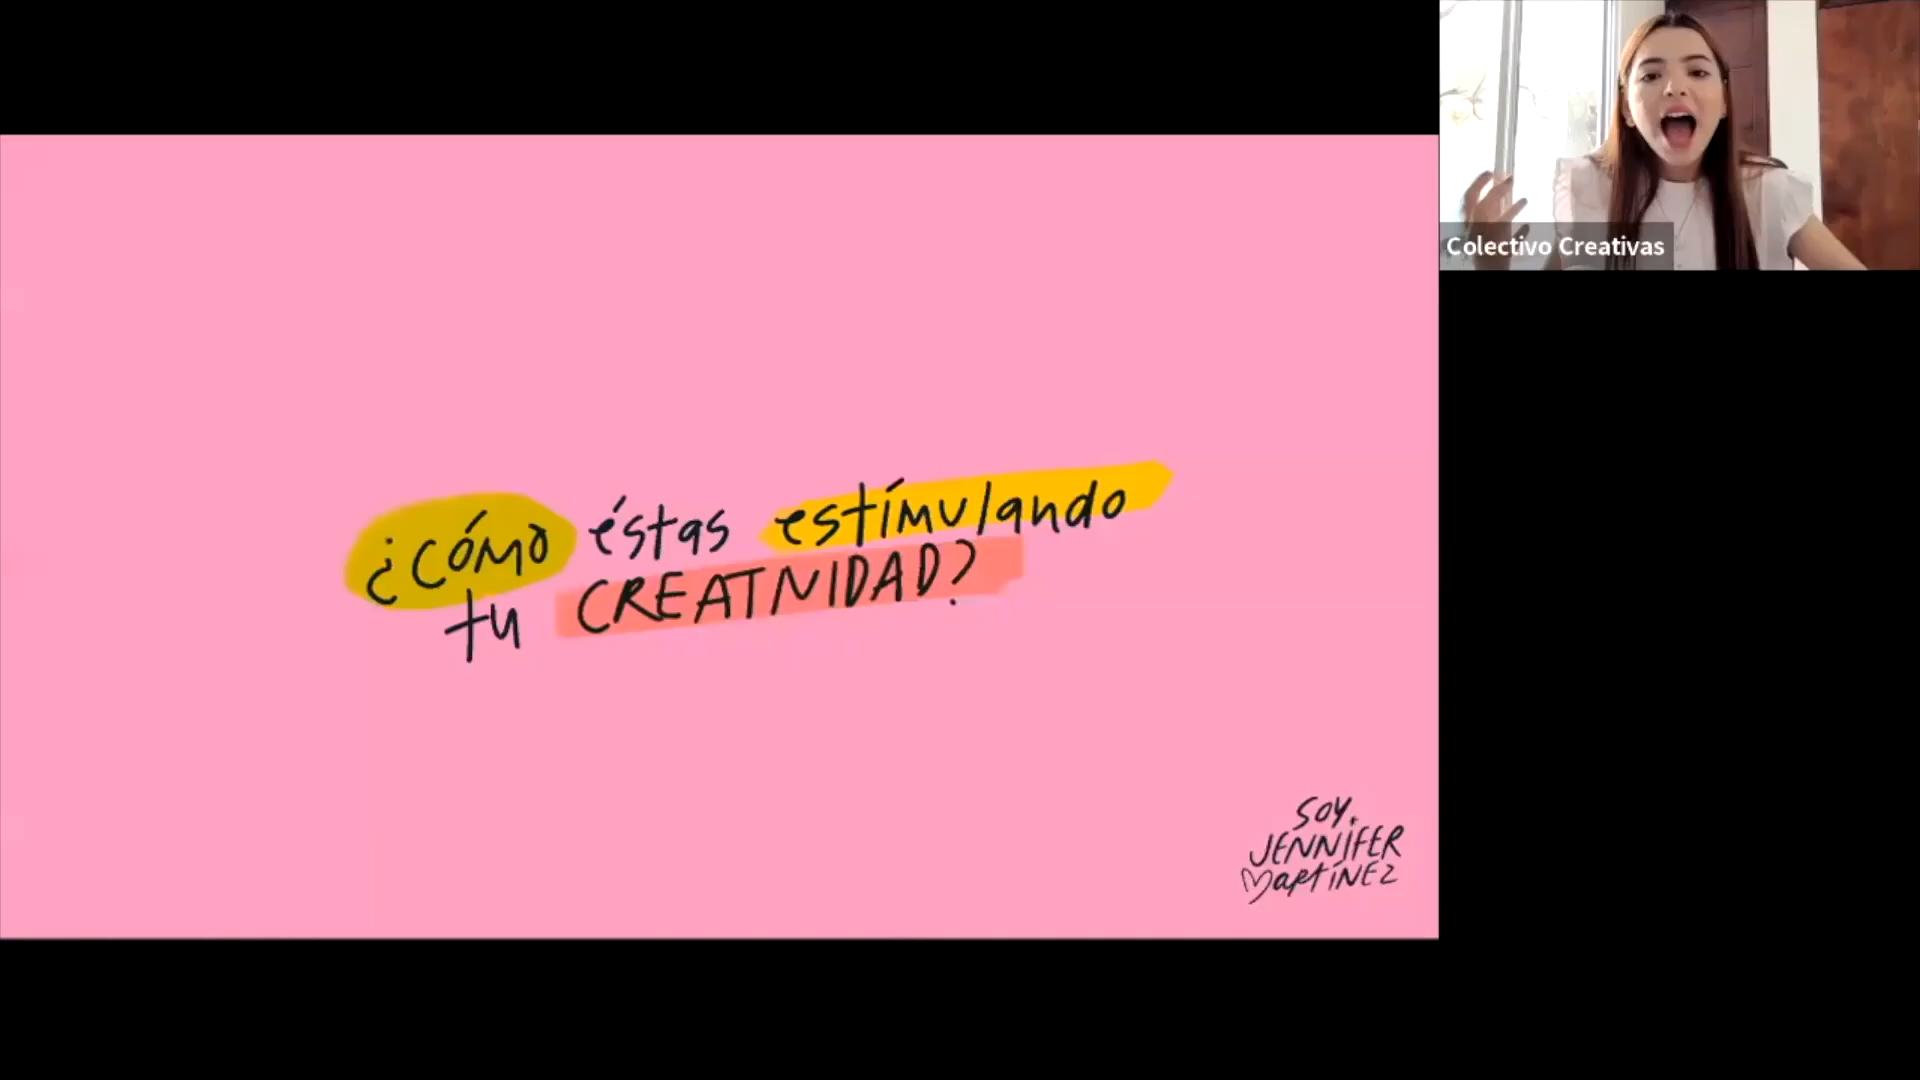 ¿CÓMO éstas estímulando
tu CREATIVIDAD?
SOY.
JENNIFER
MARTÍNEZ
Colectivo Creativas